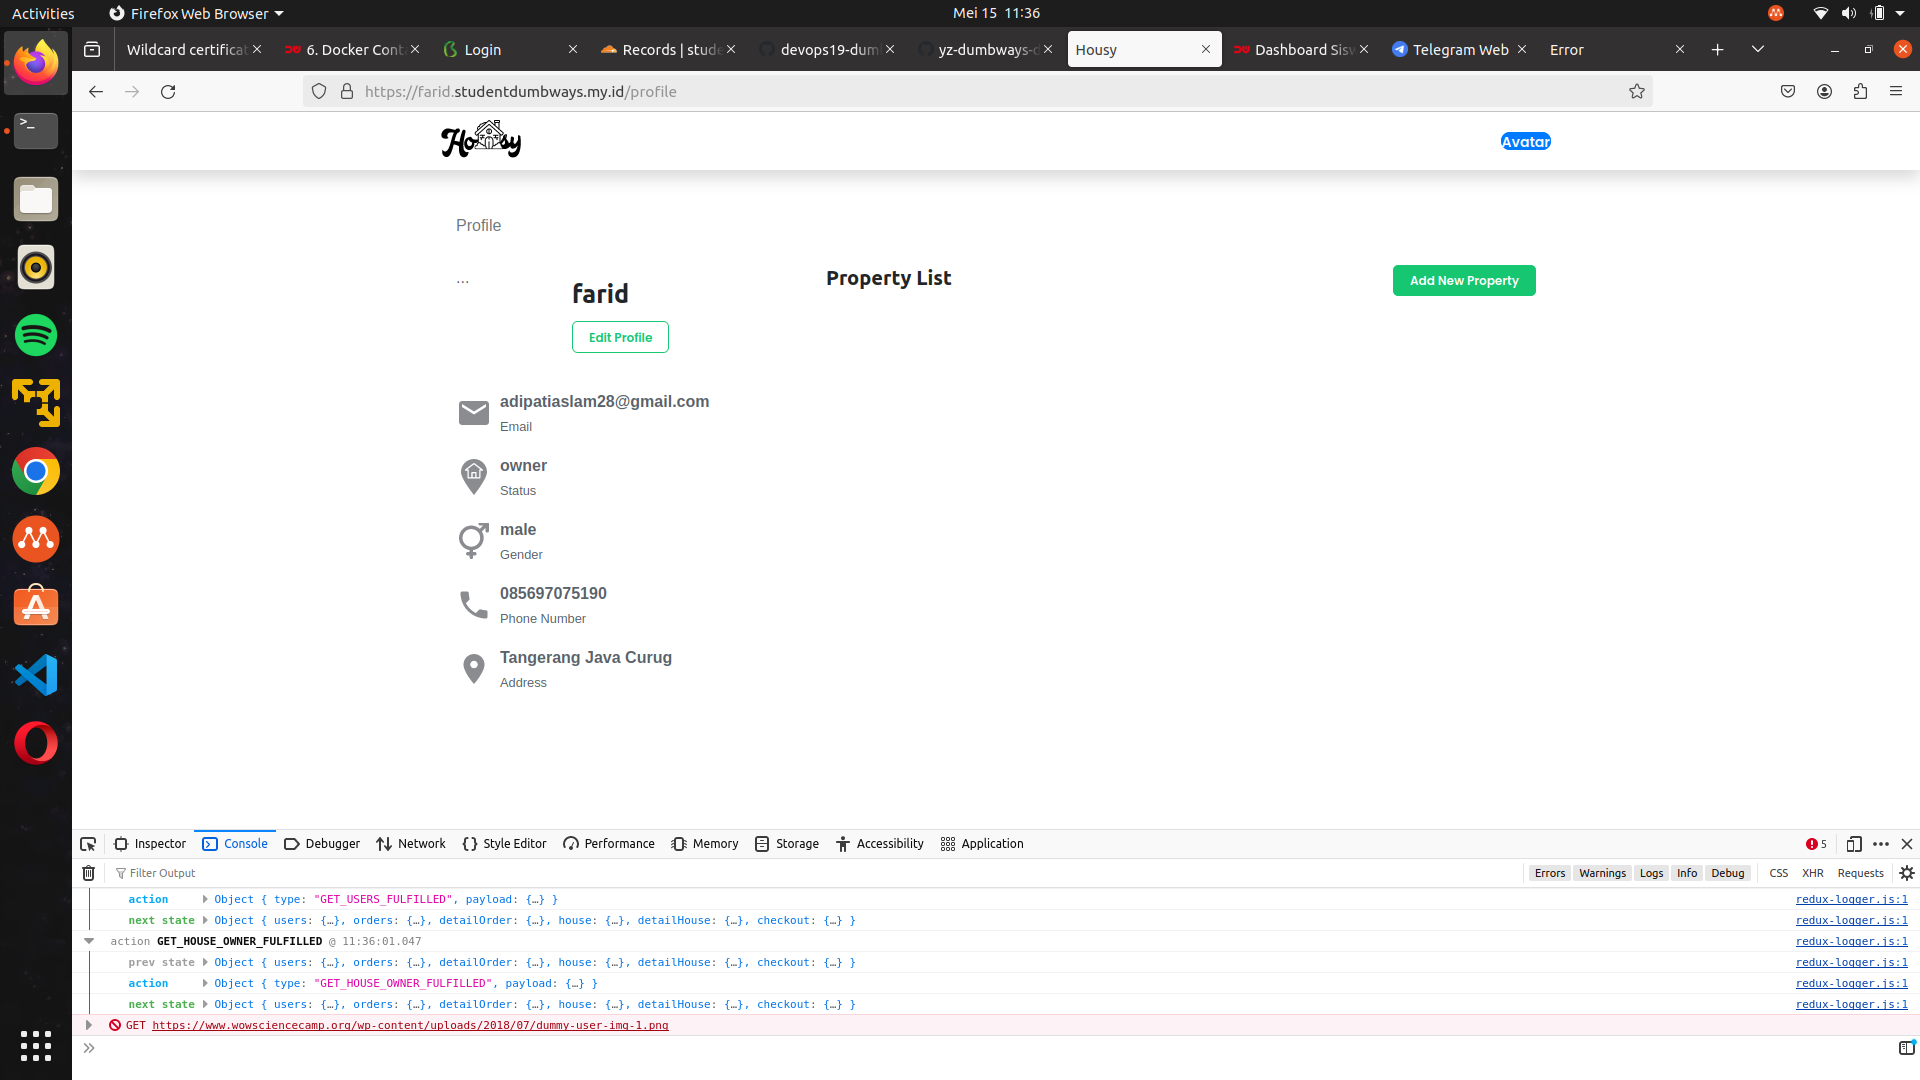 Activities Firefox Web Browser Mei 15 11:36
Wildcard certificat 6. Docker Cont Login Records | stude devops19-dum yz-dumbways-d Housy Dashboard Sisw Telegram Web Error
https://farid.studentdumbways.my.id/profile
Housy Avatar
Profile
... farid Property List Add New Property
Edit Profile
adipatiaslam28@gmail.com
Email
owner
Status
male
Gender
085697075190
Phone Number
Tangerang Java Curug
Address
Inspector Console Debugger Network Style Editor Performance Memory Storage Accessibility Application 5
Filter Output Errors Warnings Logs Info Debug CSS XHR Requests
action Object { type: "GET_USERS_FULFILLED", payload: {…} } redux-logger.js:1
next state Object { users: {…}, orders: {…}, detailOrder: {…}, house: {…}, detailHouse: {…}, checkout: {…} } redux-logger.js:1
action GET_HOUSE_OWNER_FULFILLED @ 11:36:01.047 redux-logger.js:1
prev state Object { users: {…}, orders: {…}, detailOrder: {…}, house: {…}, detailHouse: {…}, checkout: {…} } redux-logger.js:1
action Object { type: "GET_HOUSE_OWNER_FULFILLED", payload: {…} } redux-logger.js:1
next state Object { users: {…}, orders: {…}, detailOrder: {…}, house: {…}, detailHouse: {…}, checkout: {…} } redux-logger.js:1
GET https://www.wowsciencecamp.org/wp-content/uploads/2018/07/dummy-user-img-1.png